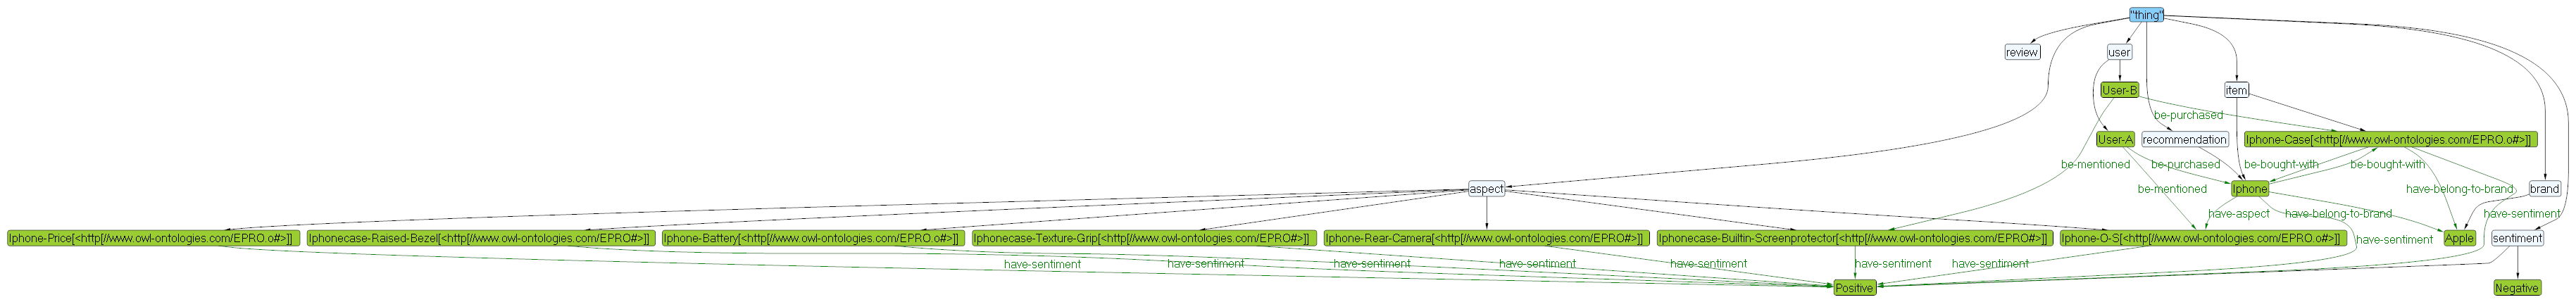 "thing"
review
user
User-B
item
be-purchased
User-A
recommendation
Iphone-Case[<http[//www.owl-ontologies.com/EPRO.o#>]]
be-mentioned
be-purchased
be-bought-with
be-bought-with
aspect
be-mentioned
Iphone
have-belong-to-brand
brand
have-aspect
have-belong-to-brand
have-sentiment
Iphone-Price[<http[//www.owl-ontologies.com/EPRO.o#>]]
Iphonecase-Raised-Bezel[<http[//www.owl-ontologies.com/EPRO#>]]
Iphone-Battery[<http[//www.owl-ontologies.com/EPRO.o#>]]
Iphonecase-Texture-Grip[<http[//www.owl-ontologies.com/EPRO#>]]
Iphone-Rear-Camera[<http[//www.owl-ontologies.com/EPRO#>]]
Iphonecase-Builtin-Screenprotector[<http[//www.owl-ontologies.com/EPRO#>]]
Iphone-O-S[<http[//www.owl-ontologies.com/EPRO.o#>]]
have-sentiment
Apple
sentiment
have-sentiment
have-sentiment
have-sentiment
have-sentiment
have-sentiment
have-sentiment
have-sentiment
Positive
Negative